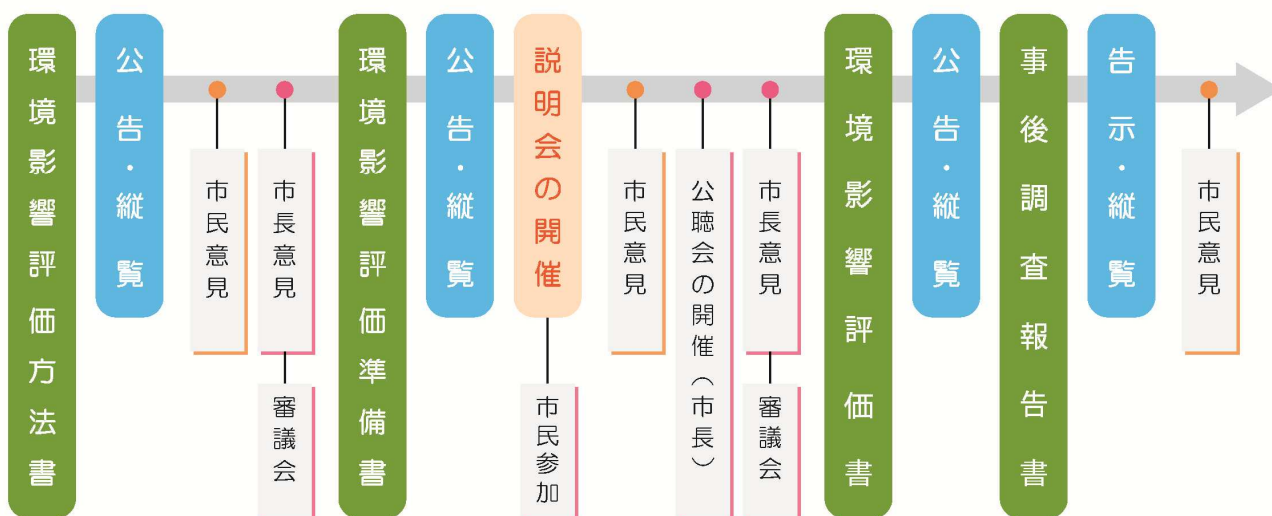 環境影響評価方法書
公告・縦覧
市民意見
市長意見
審議会
環境影響評価準備書
公告・縦覧
説明会の開催
市民参加
市民意見
公聴会の開催（市長）
市長意見
審議会
環境影響評価書
公告・縦覧
事後調査報告書
告示・縦覧
市民意見